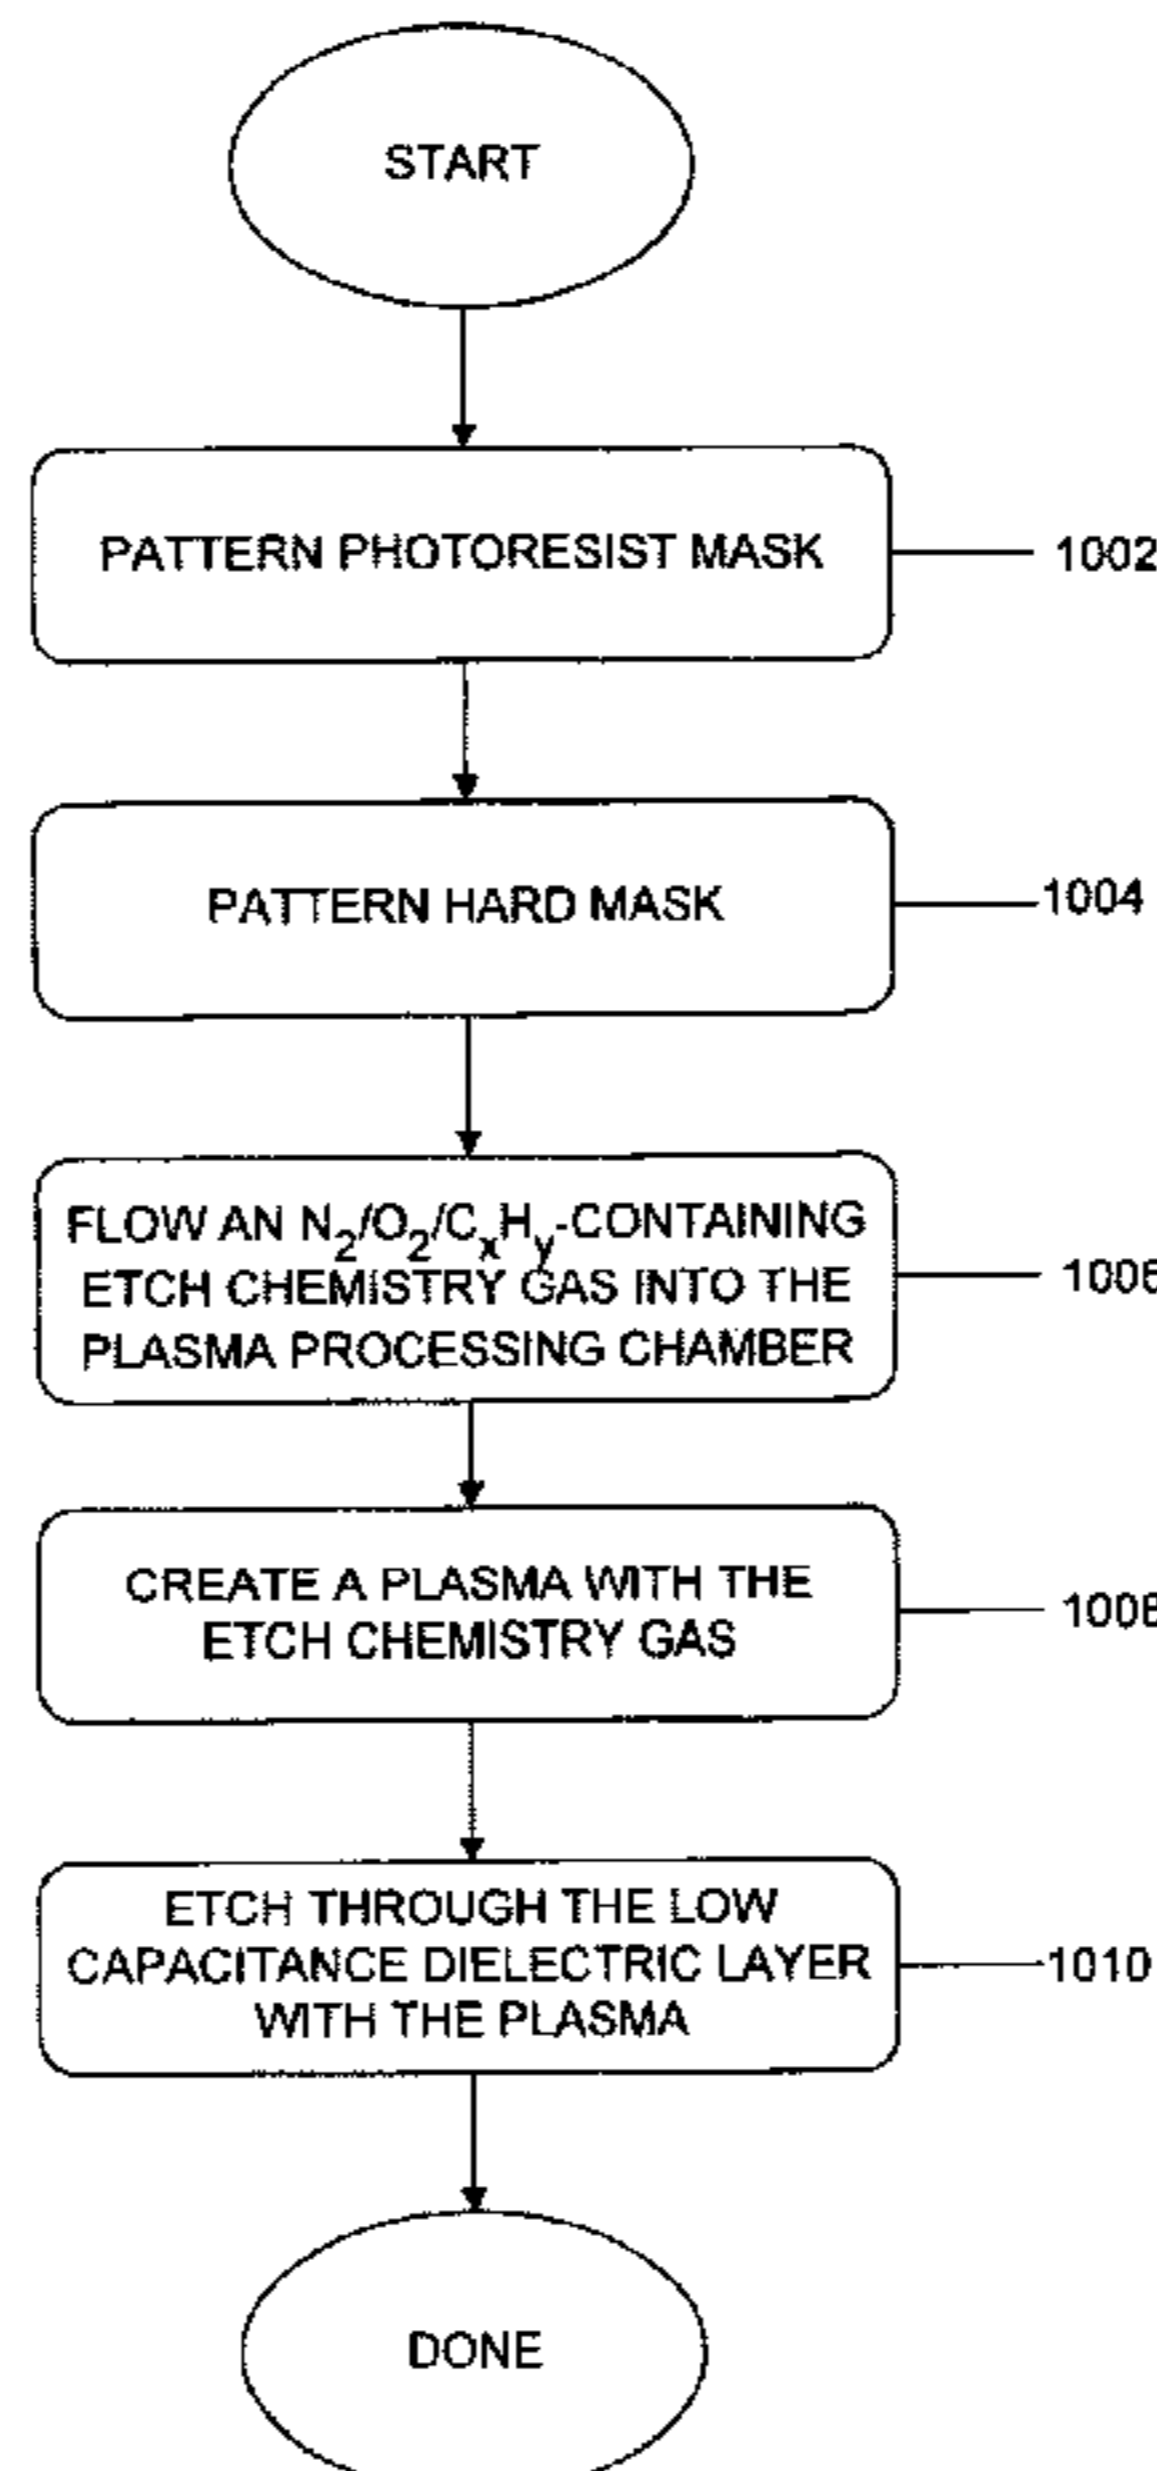 START
PATTERN PHOTORESIST MASK
1002
PATTERN HARD MASK
1004
FLOW AN N₂/O₂/CₓHᵧ-CONTAINING
ETCH CHEMISTRY GAS INTO THE
PLASMA PROCESSING CHAMBER
1006
CREATE A PLASMA WITH THE
ETCH CHEMISTRY GAS
1008
ETCH THROUGH THE LOW
CAPACITANCE DIELECTRIC LAYER
WITH THE PLASMA
1010
DONE